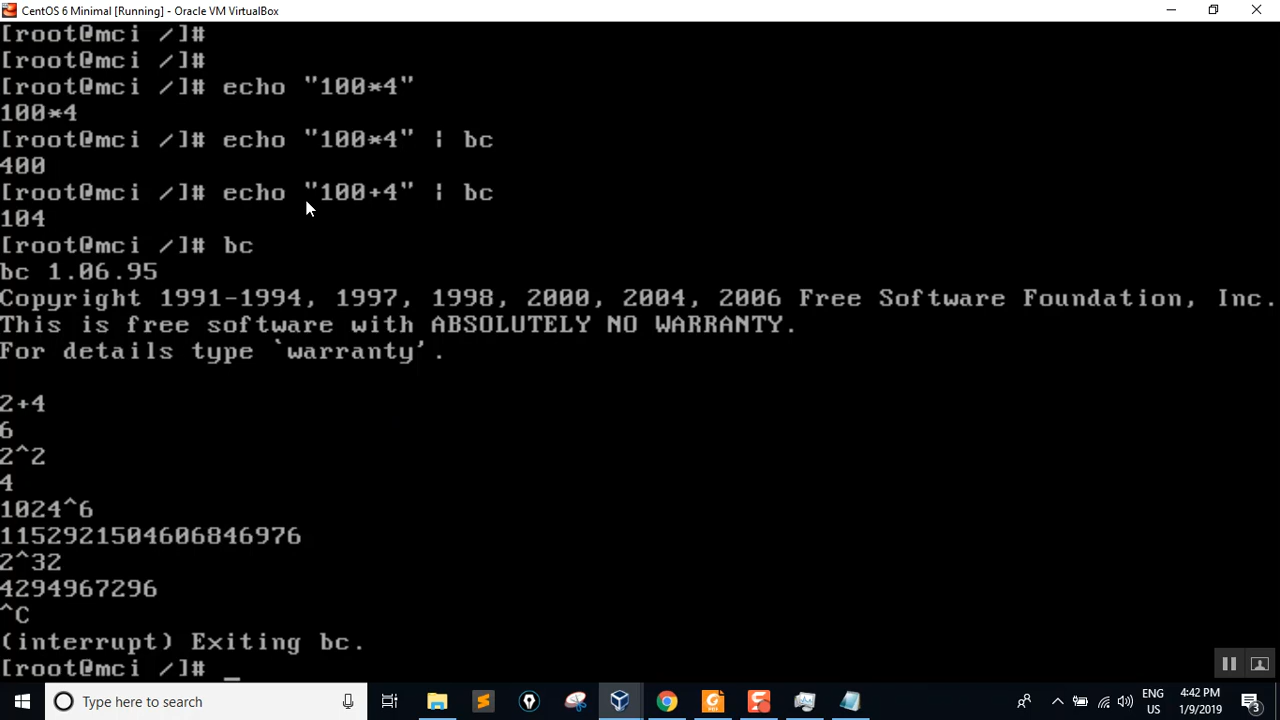 CentOS 6 Minimal [Running] - Oracle VM VirtualBox
[root@mci /]#
[root@mci /]#
[root@mci /]# echo "100*4"
100*4
[root@mci /]# echo "100*4" | bc
400
[root@mci /]# echo "100+4" | bc
104
[root@mci /]# bc
bc 1.06.95
Copyright 1991-1994, 1997, 1998, 2000, 2004, 2006 Free Software Foundation, Inc.
This is free software with ABSOLUTELY NO WARRANTY.
For details type `warranty'.
2+4
6
2^2
4
1024^6
1152921504606846976
2^32
4294967296
^C
(interrupt) Exiting bc.
[root@mci /]# _
Type here to search
ENG
US
4:42 PM
1/9/2019
3